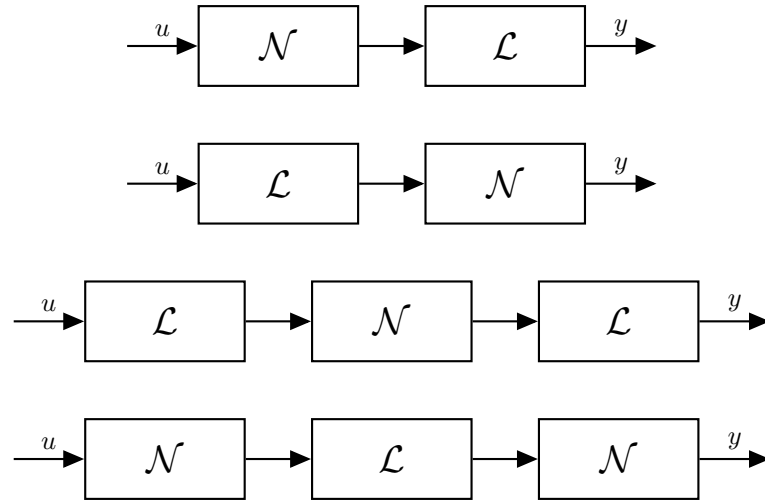 u 𝒩 ℒ y
u ℒ 𝒩 y
u ℒ 𝒩 ℒ y
u 𝒩 ℒ 𝒩 y